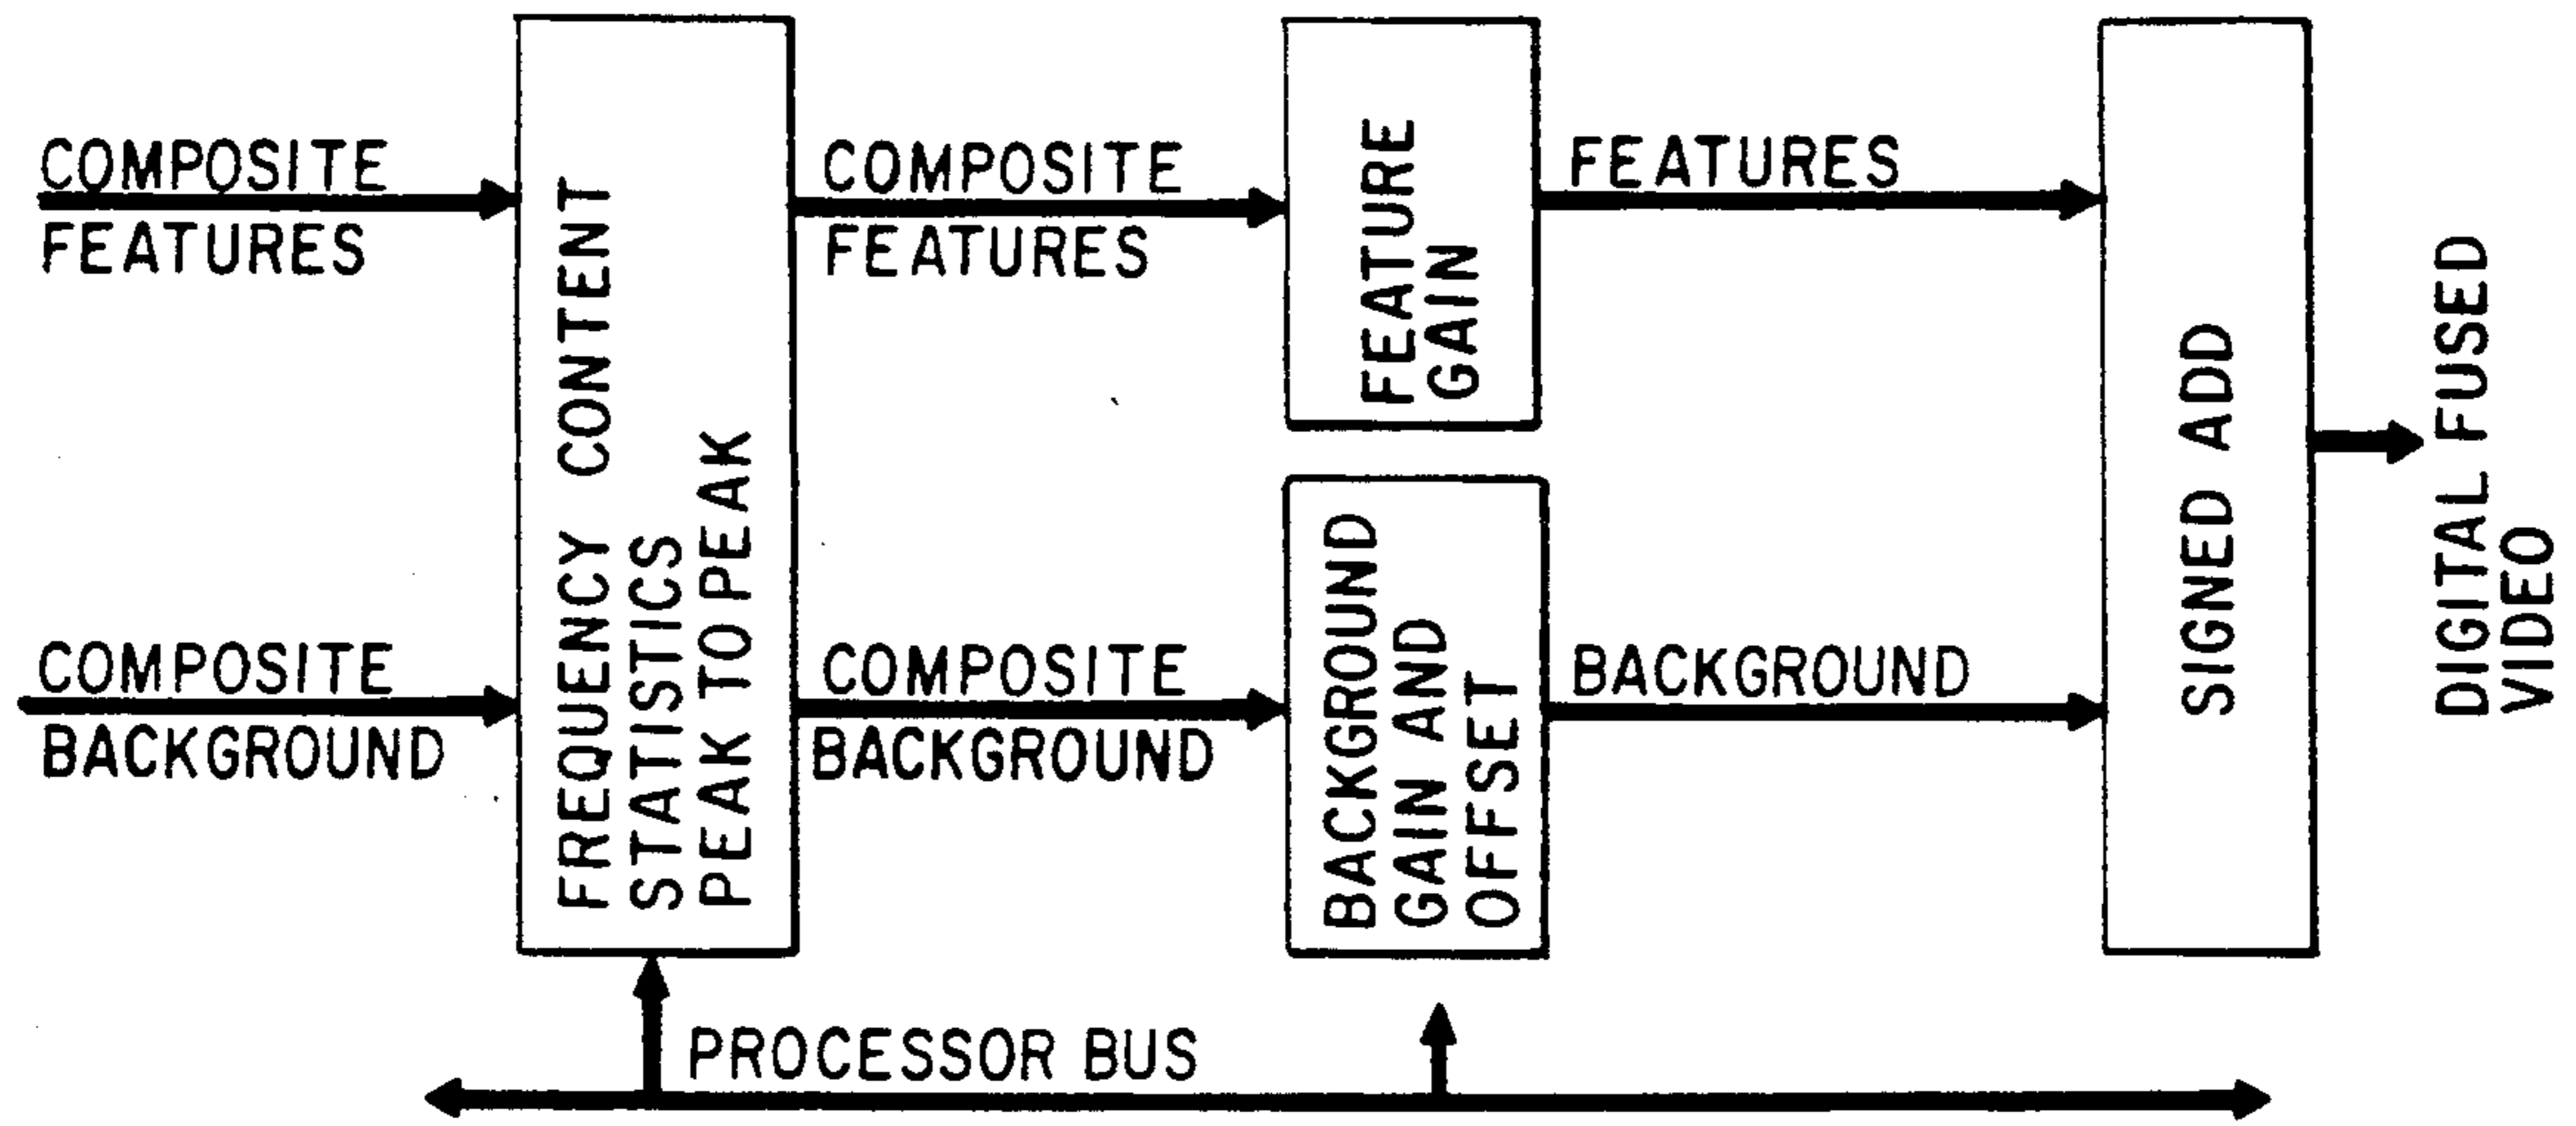 COMPOSITE
FEATURES
COMPOSITE
BACKGROUND
FREQUENCY CONTENT
STATISTICS
PEAK TO PEAK
COMPOSITE
FEATURES
COMPOSITE
BACKGROUND
FEATURE
GAIN
BACKGROUND
GAIN AND
OFFSET
FEATURES
BACKGROUND
SIGNED ADD
DIGITAL FUSED
VIDEO
PROCESSOR BUS